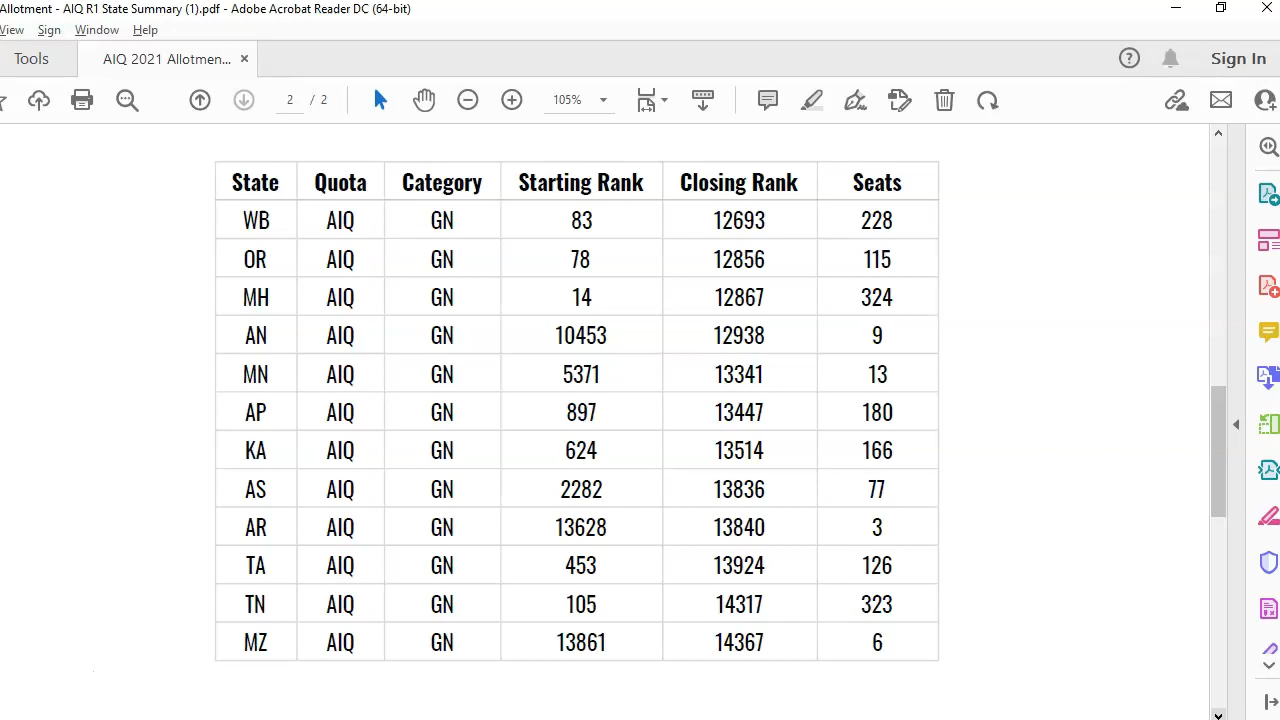 Allotment - AIQ R1 State Summary (1).pdf - Adobe Acrobat Reader DC (64-bit)
View Sign Window Help
Tools AIQ 2021 Allotmen... Sign In
2 / 2 105%
State Quota Category Starting Rank Closing Rank Seats
WB AIQ GN 83 12693 228
OR AIQ GN 78 12856 115
MH AIQ GN 14 12867 324
AN AIQ GN 10453 12938 9
MN AIQ GN 5371 13341 13
AP AIQ GN 897 13447 180
KA AIQ GN 624 13514 166
AS AIQ GN 2282 13836 77
AR AIQ GN 13628 13840 3
TA AIQ GN 453 13924 126
TN AIQ GN 105 14317 323
MZ AIQ GN 13861 14367 6